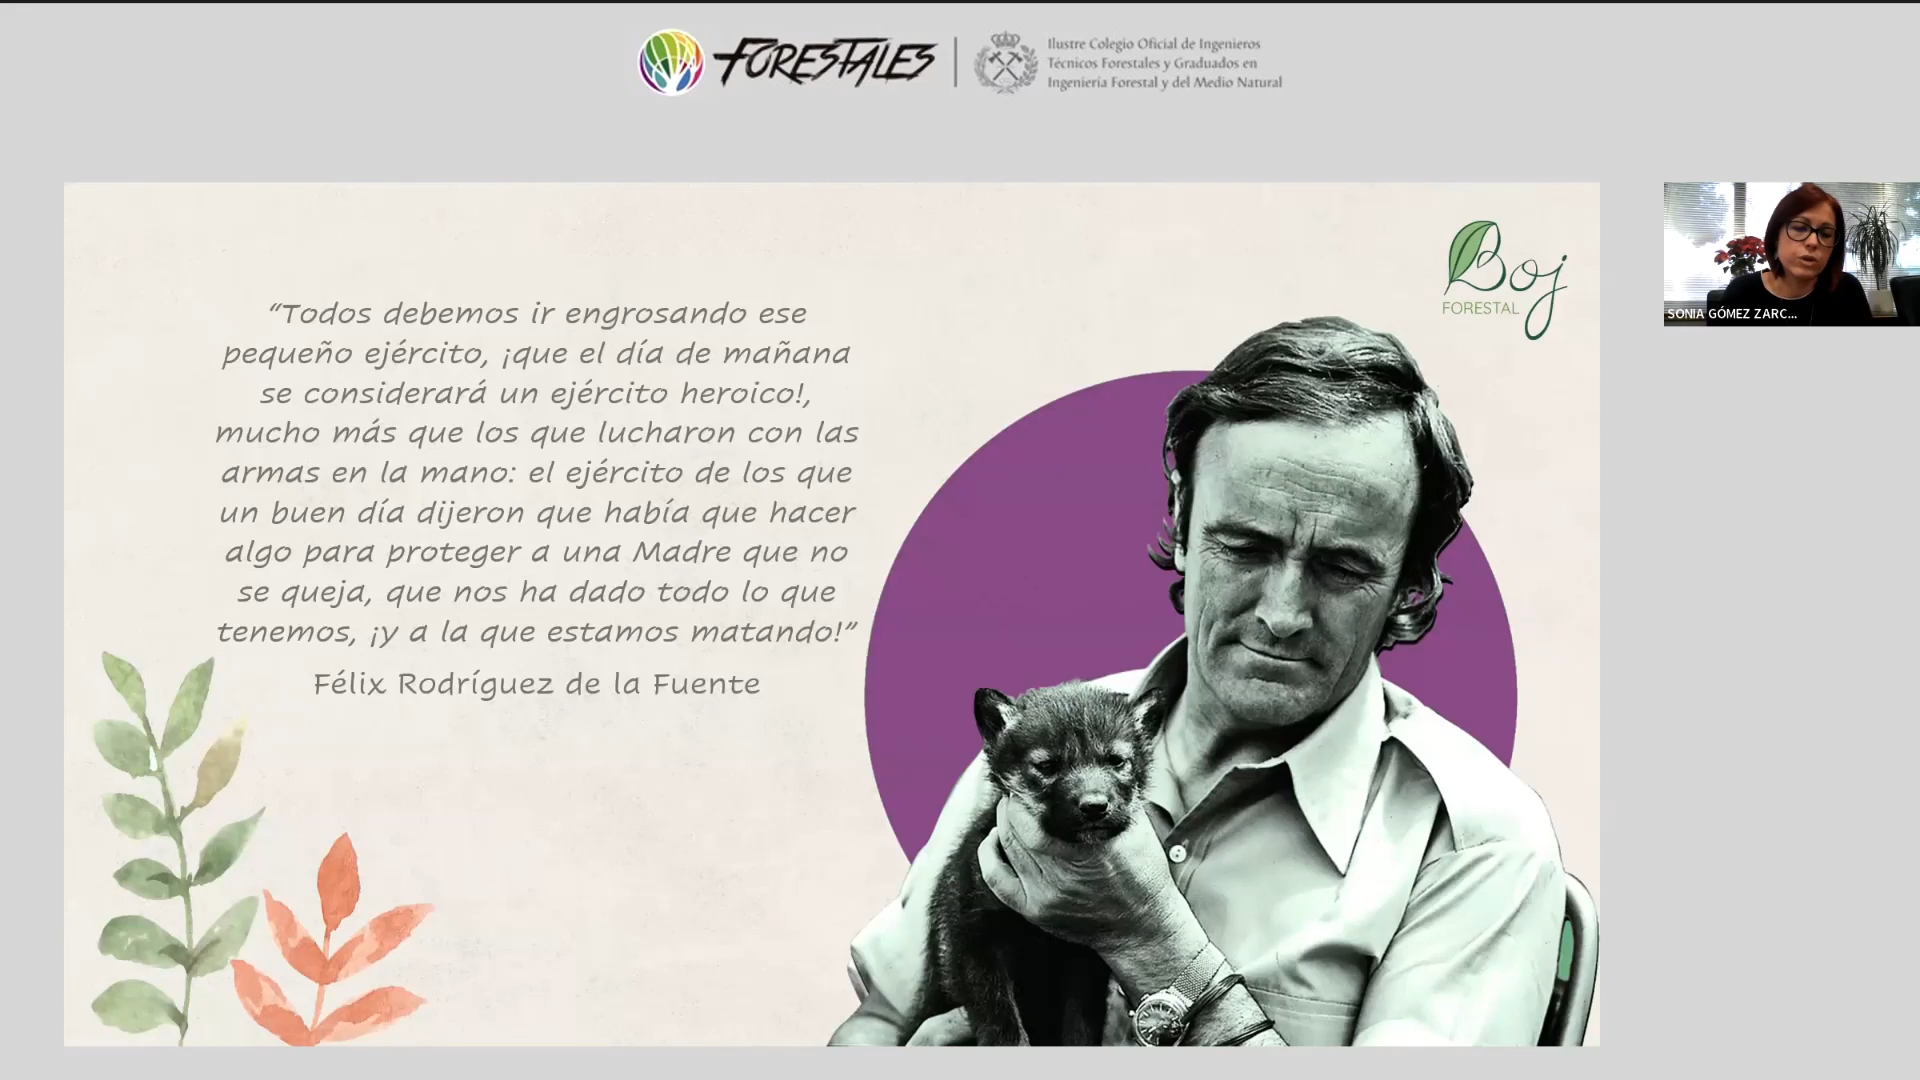 FORESTALES
Ilustre Colegio Oficial de Ingenieros
Técnicos Forestales y Graduados en
Ingeniería Forestal y del Medio Natural
Boj
FORESTAL
SONIA GÓMEZ ZARC...
“Todos debemos ir engrosando ese
pequeño ejército, ¡que el día de mañana
se considerará un ejército heroico!,
mucho más que los que lucharon con las
armas en la mano: el ejército de los que
un buen día dijeron que había que hacer
algo para proteger a una Madre que no
se queja, que nos ha dado todo lo que
tenemos, ¡y a la que estamos matando!”
Félix Rodríguez de la Fuente